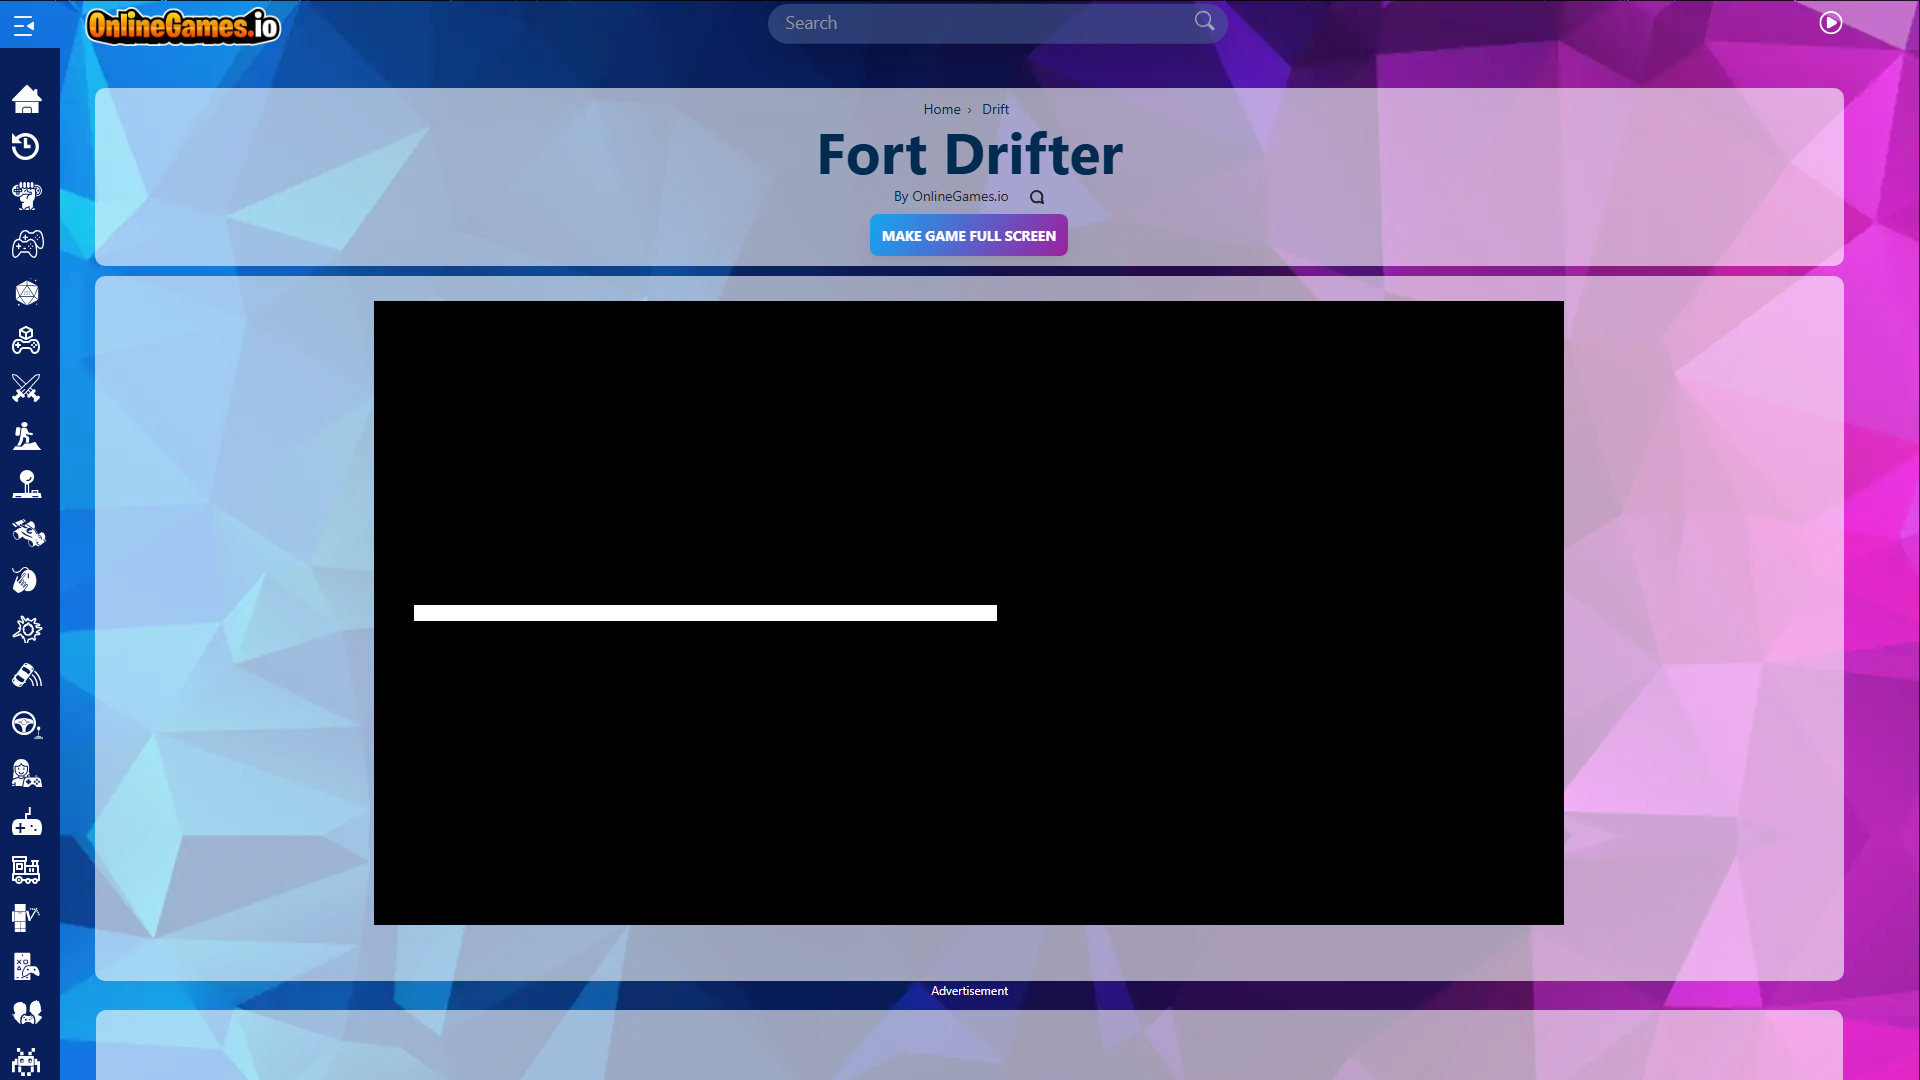 OnlineGames.io
Search
Home › Drift
Fort Drifter
By OnlineGames.io
MAKE GAME FULL SCREEN
Advertisement